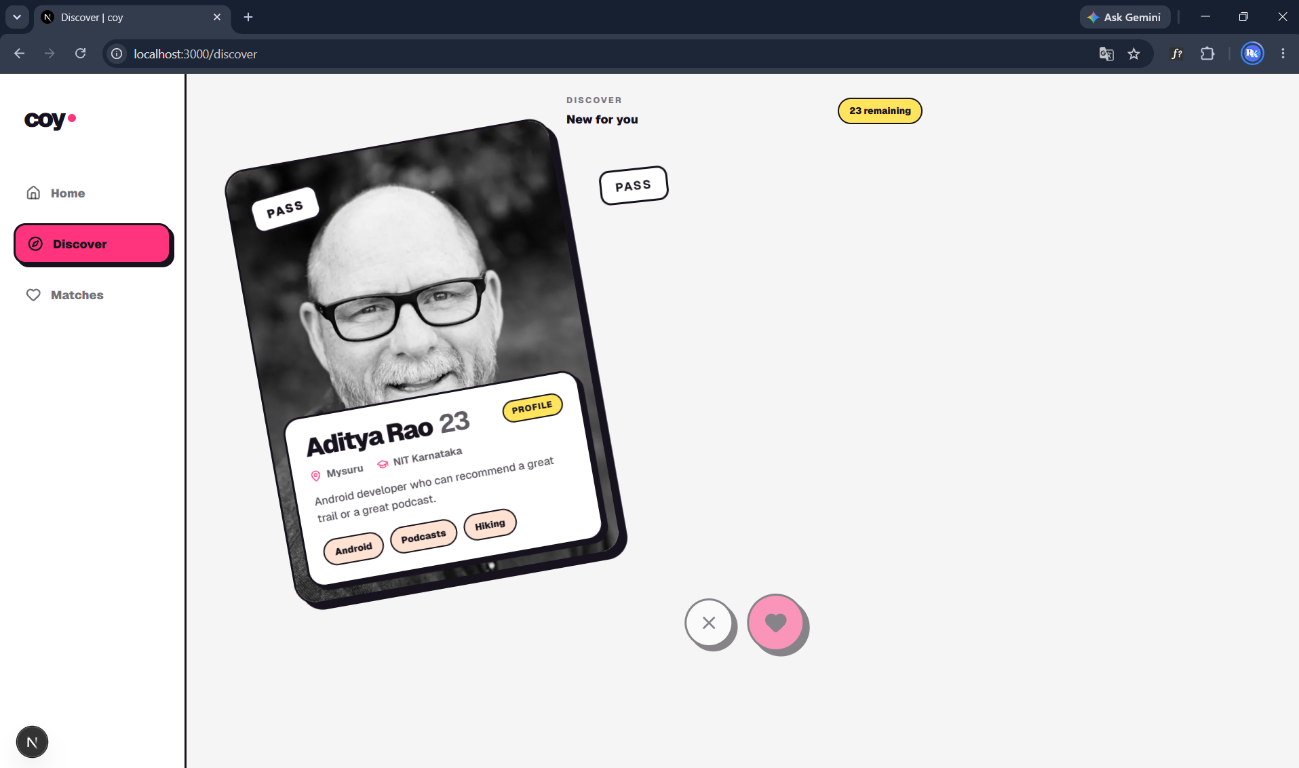 Discover | coy
Ask Gemini
localhost:3000/discover
coy
Home
Discover
Matches
DISCOVER
New for you
23 remaining
PASS
PASS
PROFILE
Aditya Rao 23
Mysuru
NIT Karnataka
Android developer who can recommend a great
trail or a great podcast.
Android
Podcasts
Hiking
N